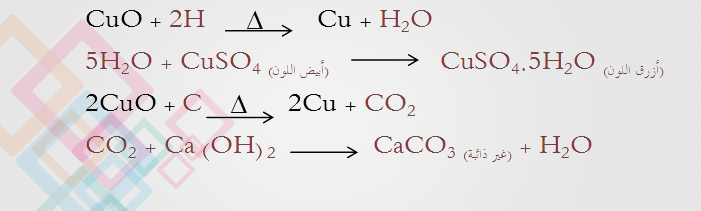 CuO + 2H Δ⟶ Cu + H₂O
5H₂O + CuSO₄ (أبيض اللون) ⟶ CuSO₄.5H₂O (أزرق اللون)
2CuO + C Δ⟶ 2Cu + CO₂
CO₂ + Ca (OH) ₂ ⟶ CaCO₃ (غير ذائبة) + H₂O